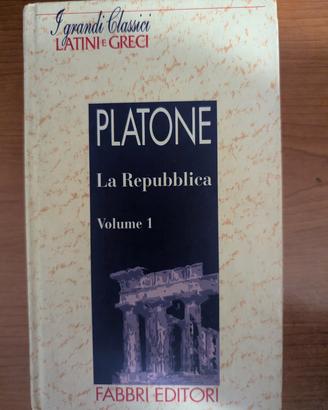 I grandi Classici
LATINI E GRECI
PLATONE
La Repubblica
Volume 1
FABBRI EDITORI